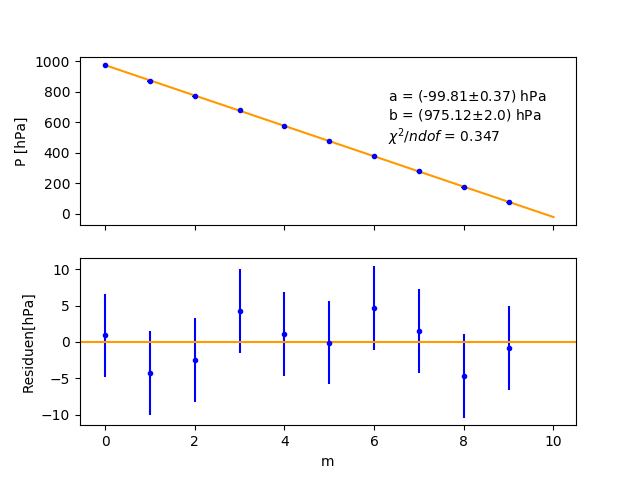 1000
800
600
400
200
0
P [hPa]
a = (-99.81±0.37) hPa
b = (975.12±2.0) hPa
χ²/ndof = 0.347
10
5
0
−5
−10
Residuen[hPa]
0 2 4 6 8 10
m